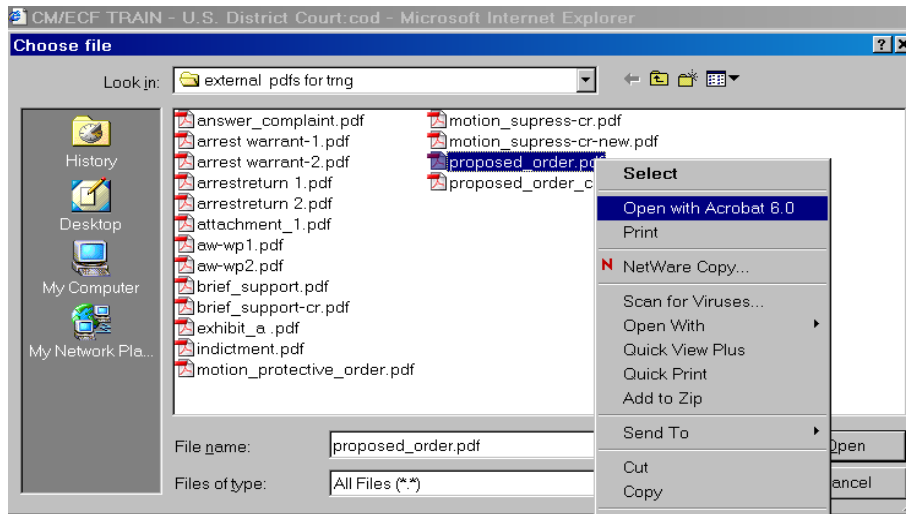 CM/ECF TRAIN - U.S. District Court:cod - Microsoft Internet Explorer
Choose file
Look in:
external pdfs for trng
History
Desktop
My Computer
My Network Pla...
answer_complaint.pdf
arrest warrant-1.pdf
arrest warrant-2.pdf
arrestreturn 1.pdf
arrestreturn 2.pdf
attachment_1.pdf
aw-wp1.pdf
aw-wp2.pdf
brief_support.pdf
brief_support-cr.pdf
exhibit_a .pdf
indictment.pdf
motion_protective_order.pdf
motion_supress-cr.pdf
motion_supress-cr-new.pdf
proposed_order.pdf
proposed_order_c
Select
Open with Acrobat 6.0
Print
N NetWare Copy...
Scan for Viruses...
Open With
Quick View Plus
Quick Print
Add to Zip
Send To
Cut
Copy
File name:
proposed_order.pdf
Open
Files of type:
All Files (*.*)
ancel